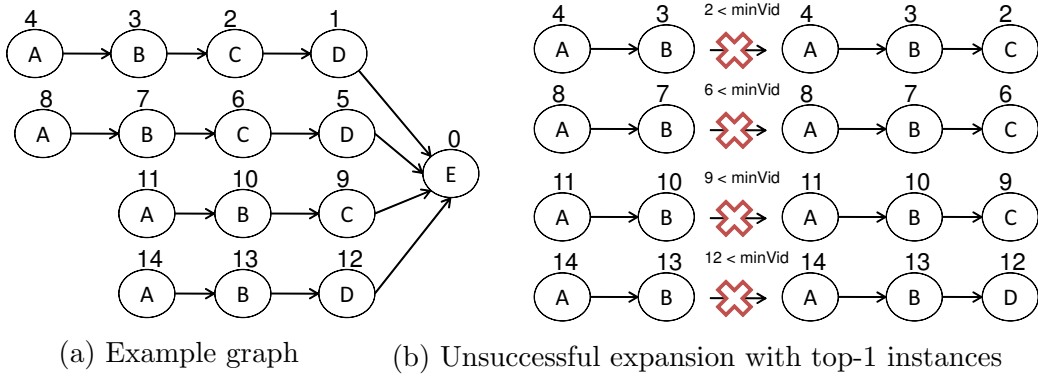 4 3 2 1
A B C D
8 7 6 5
A B C D
0
E
11 10 9
A B C
14 13 12
A B D
(a) Example graph
4 3 2 < minVid 4 3 2
A B A B C
8 7 6 < minVid 8 7 6
A B A B C
11 10 9 < minVid 11 10 9
A B A B C
14 13 12 < minVid 14 13 12
A B A B D
(b) Unsuccessful expansion with top-1 instances